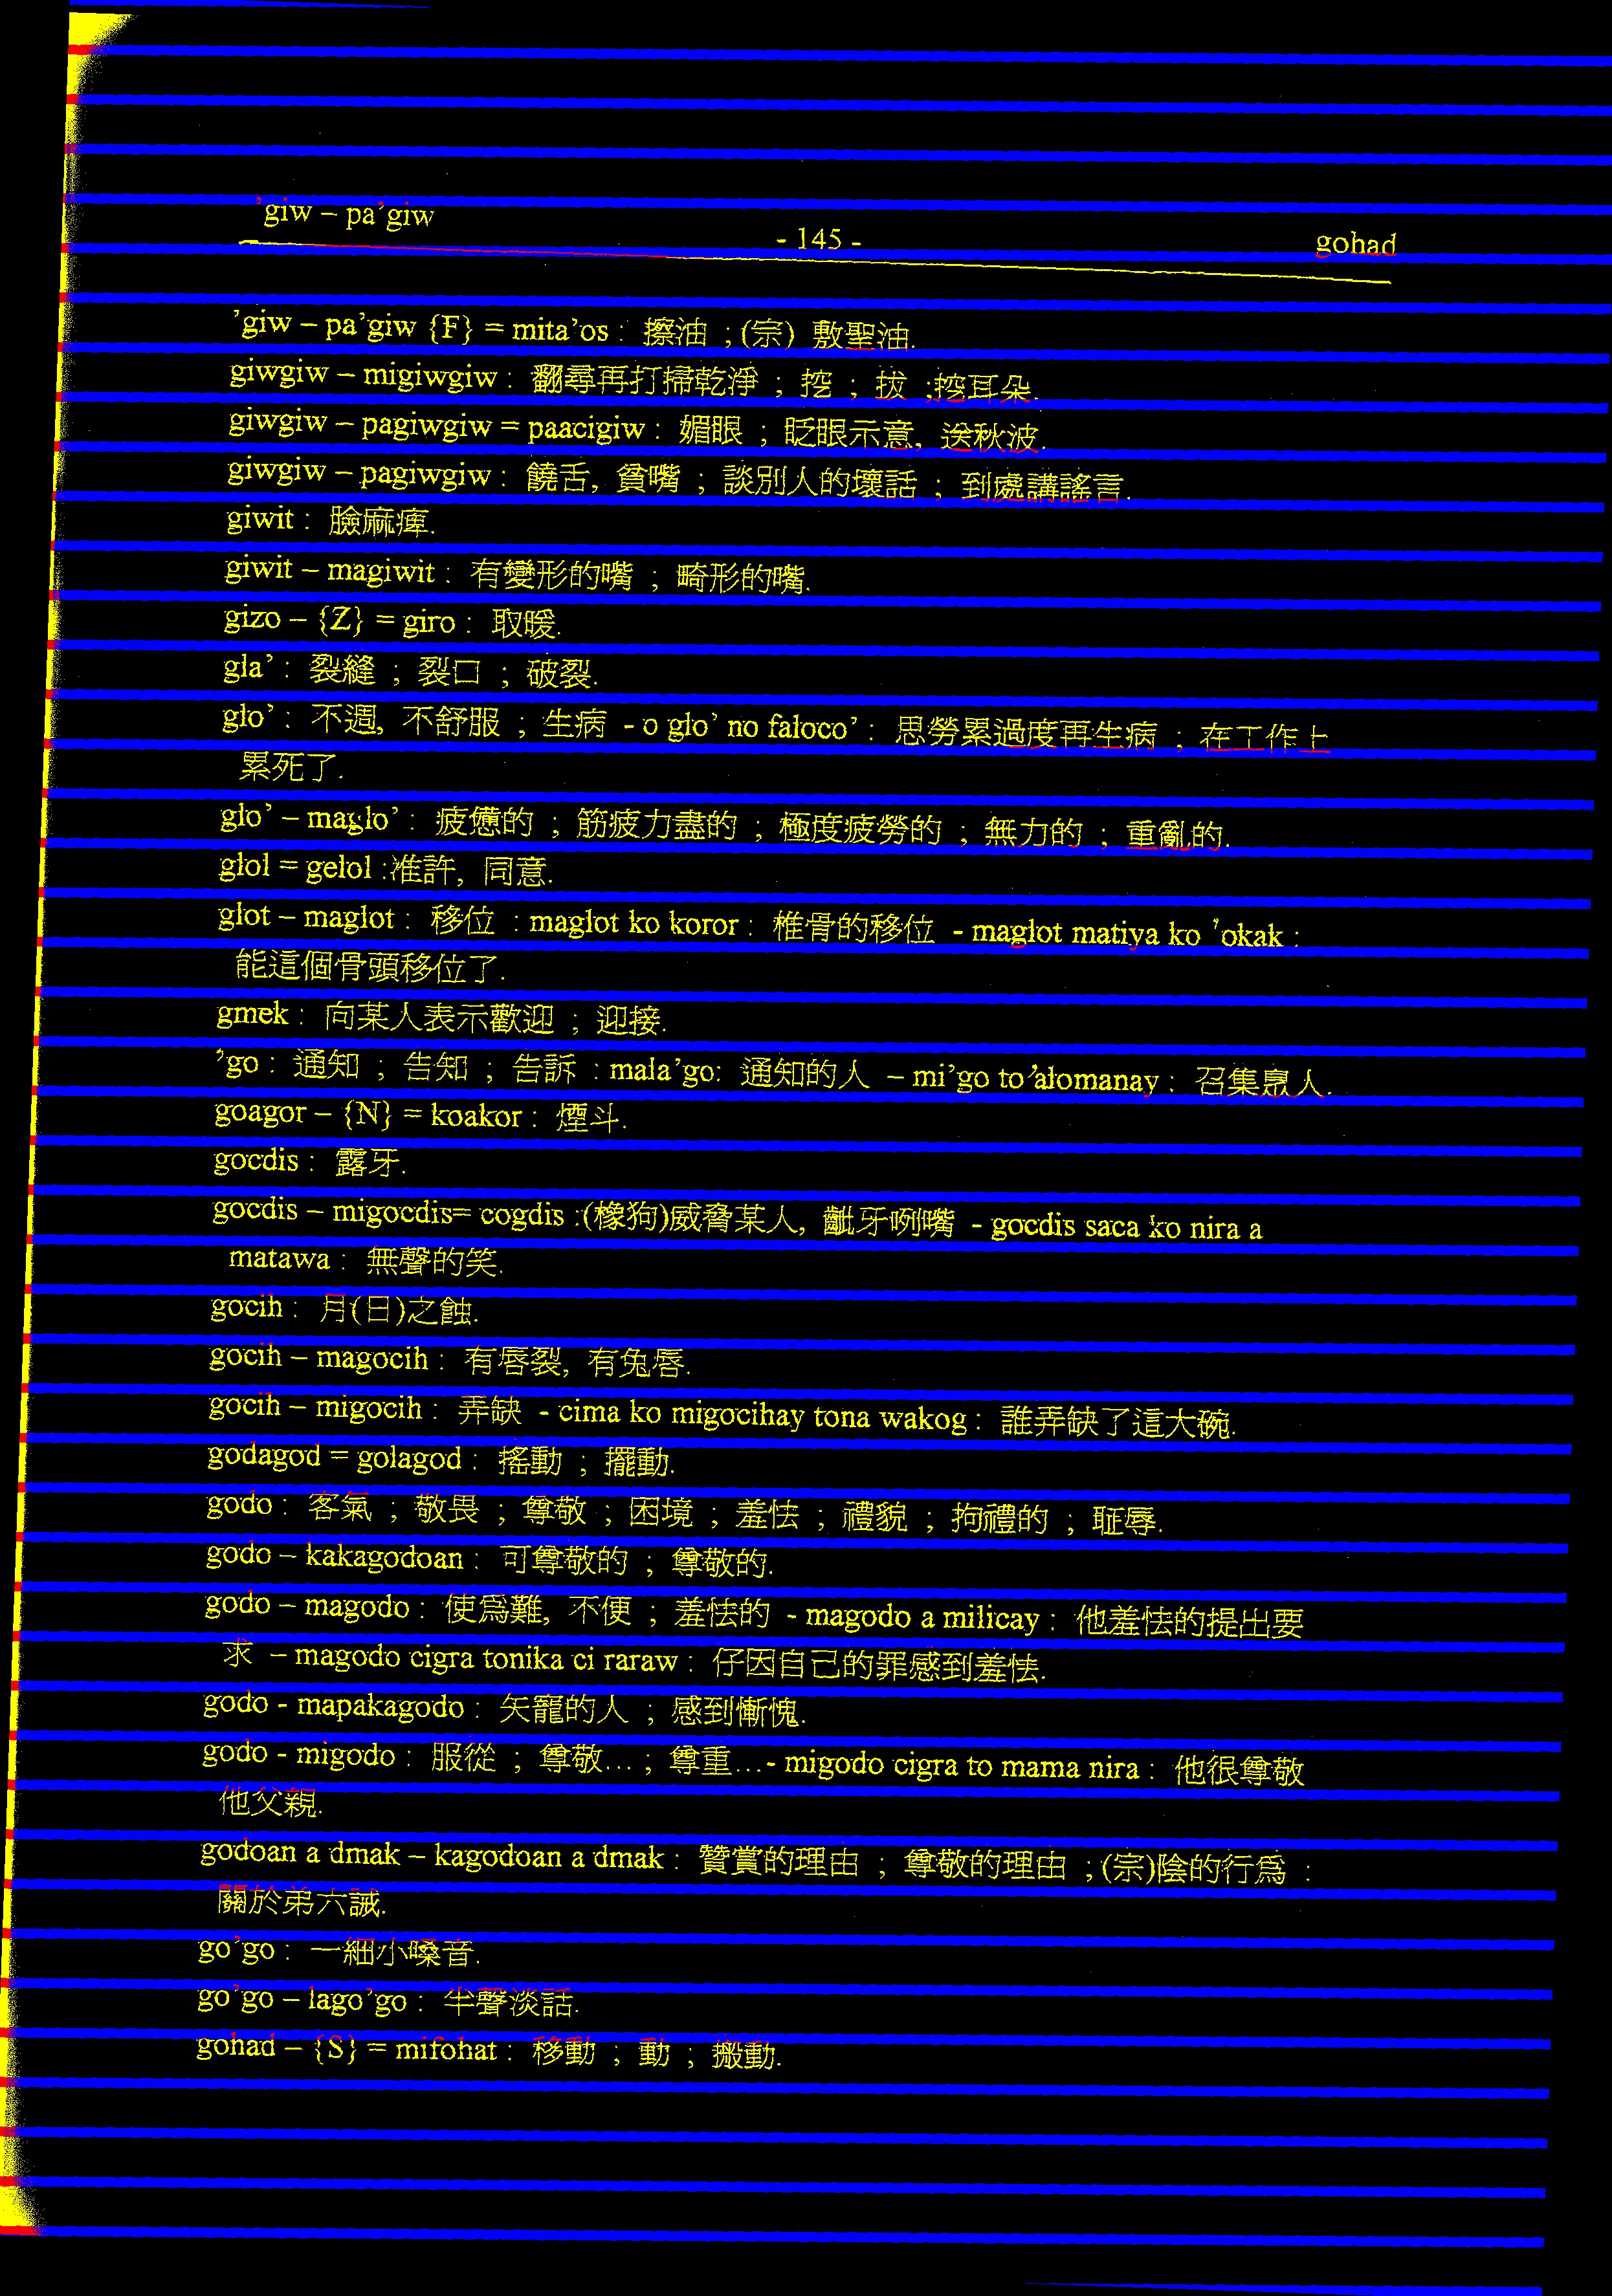 ’giw – pa’giw
- 145 -
gohad
’giw – pa’giw {F} = mita’os : 擦油 ; (宗) 敷聖油.
giwgiw – migiwgiw : 翻尋再打掃乾淨 ; 挖 ; 拔 ;挖耳朵.
giwgiw – pagiwgiw = paacigiw : 媚眼 ; 眨眼示意, 送秋波.
giwgiw – pagiwgiw : 饒舌, 貧嘴 ; 談別人的壞話 ; 到處講謠言.
giwit : 臉麻痺.
giwit – magiwit : 有變形的嘴 ; 畸形的嘴.
gizo – {Z} = giro : 取暖.
gla’ : 裂縫 ; 裂口 ; 破裂.
glo’ : 不週, 不舒服 ; 生病 - o glo’ no faloco’ : 思勞累過度再生病 ; 在工作上
累死了.
glo’ – maglo’ : 疲憊的 ; 筋疲力盡的 ; 極度疲勞的 ; 無力的 ; 重亂的.
glol = gelol :准許, 同意.
glot – maglot : 移位 : maglot ko koror : 椎骨的移位 - maglot matiya ko ’okak :
能這個骨頭移位了.
gmek : 向某人表示歡迎 ; 迎接.
’go : 通知 ; 告知 ; 告訴 : mala’go: 通知的人 – mi’go to ’alomanay : 召集眾人.
goagor – {N} = koakor : 煙斗.
gocdis : 露牙.
gocdis – migocdis= cogdis :(橡狗)威脅某人, 齜牙咧嘴 - gocdis saca ko nira a
matawa : 無聲的笑.
gocih : 月(日)之蝕.
gocih – magocih : 有唇裂, 有兔唇.
gocih – migocih : 弄缺 - cima ko migocihay tona wakog : 誰弄缺了這大碗.
godagod = golagod : 搖動 ; 擺動.
godo : 客氣 ; 敬畏 ; 尊敬 ; 困境 ; 羞怯 ; 禮貌 ; 拘禮的 ; 恥辱.
godo – kakagodoan : 可尊敬的 ; 尊敬的.
godo – magodo : 使為難, 不便 ; 羞怯的 - magodo a milicay : 他羞怯的提出要
求 – magodo cigra tonika ci raraw : 仔因自己的罪感到羞怯.
godo - mapakagodo : 矢寵的人 ; 感到慚愧.
godo - migodo : 服從 ; 尊敬… ; 尊重…- migodo cigra to mama nira : 他很尊敬
他父親.
godoan a dmak – kagodoan a dmak : 贊賞的理由 ; 尊敬的理由 ; (宗)陰的行為 :
關於弟六誡.
go’go : 一細小嗓音.
go’go – lago’go : 半聲淡話.
gohad – {S} = mifohat : 移動 ; 動 ; 搬動.